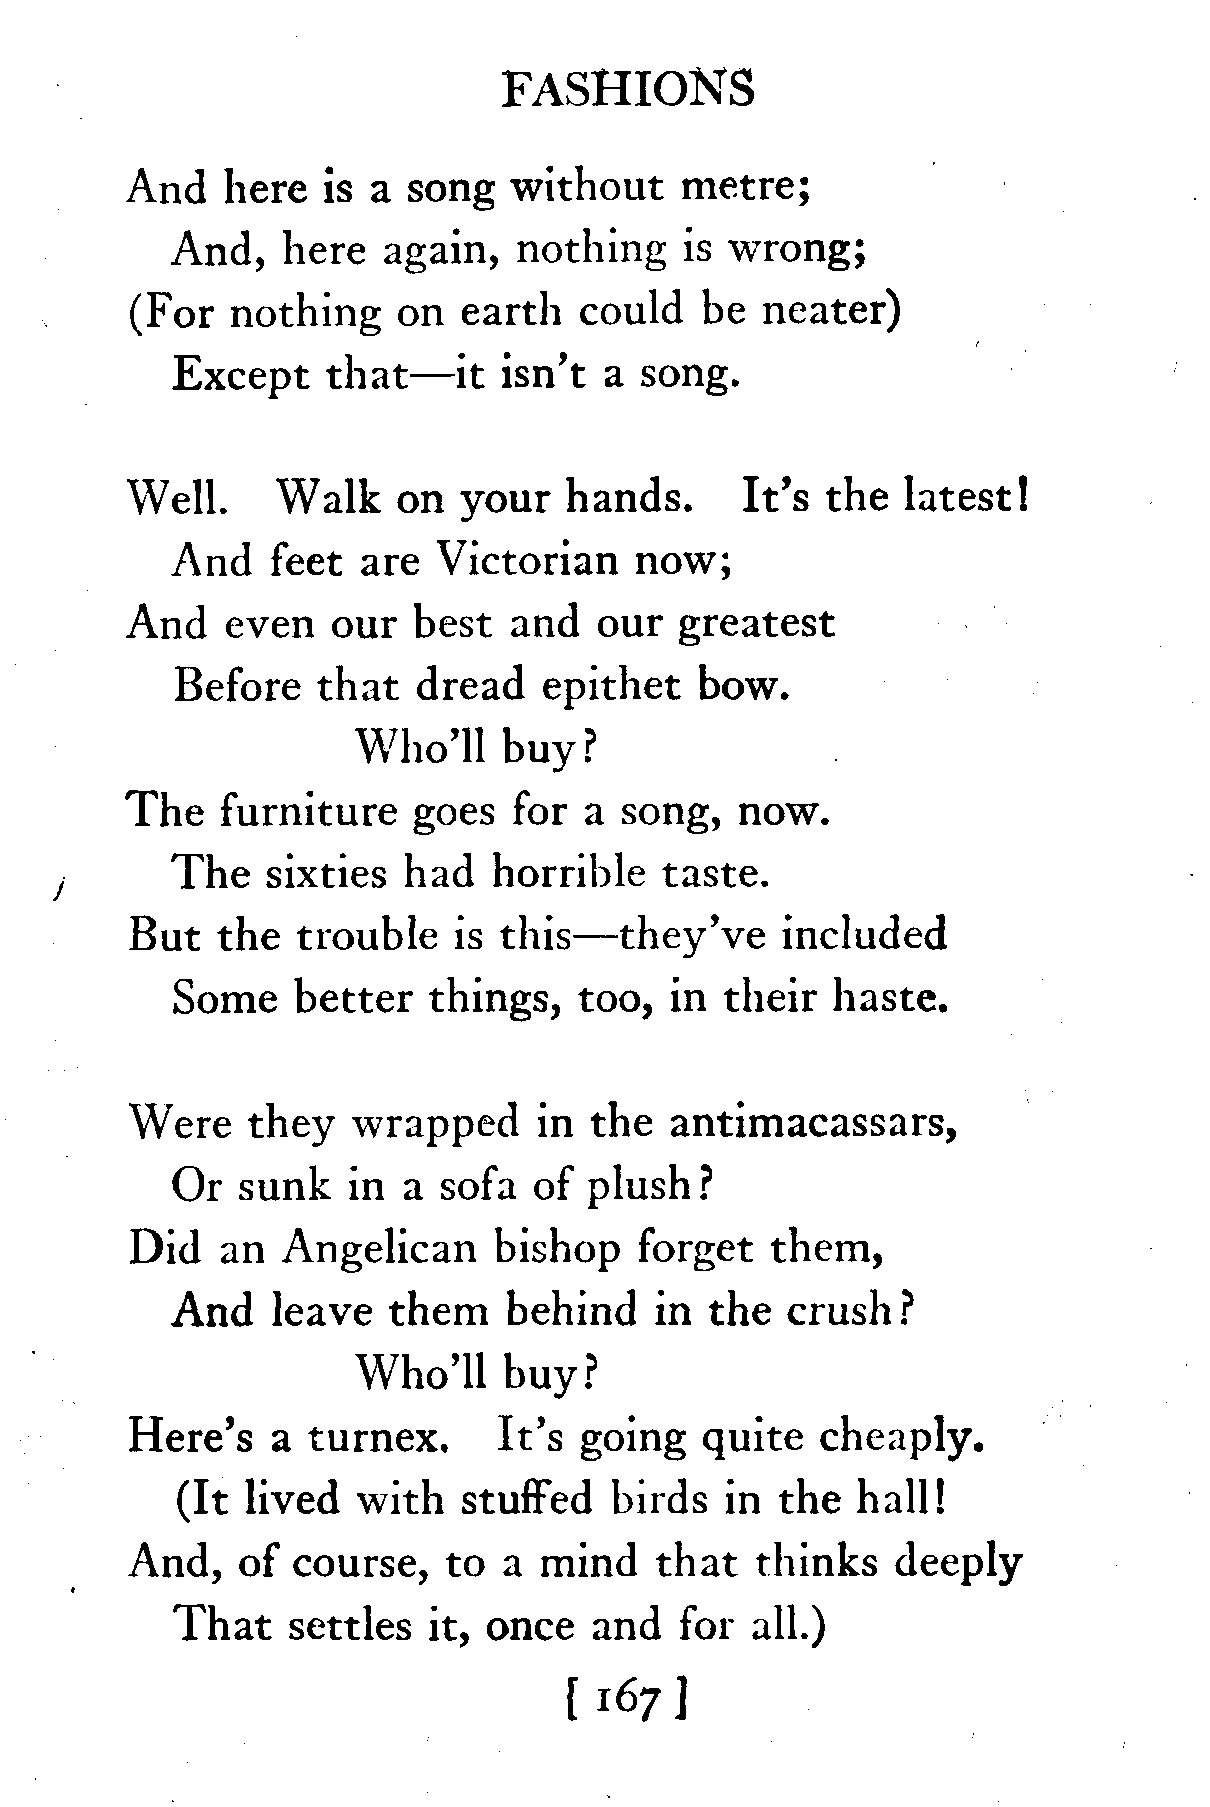 FASHIONS
And here is a song without metre;
And, here again, nothing is wrong;
(For nothing on earth could be neater)
Except that—it isn't a song.
Well. Walk on your hands. It's the latest!
And feet are Victorian now;
And even our best and our greatest
Before that dread epithet bow.
Who'll buy?
The furniture goes for a song, now.
The sixties had horrible taste.
But the trouble is this—they've included
Some better things, too, in their haste.
Were they wrapped in the antimacassars,
Or sunk in a sofa of plush?
Did an Angelican bishop forget them,
And leave them behind in the crush?
Who'll buy?
Here's a turnex. It's going quite cheaply.
(It lived with stuffed birds in the hall!
And, of course, to a mind that thinks deeply
That settles it, once and for all.)
[ 167 ]